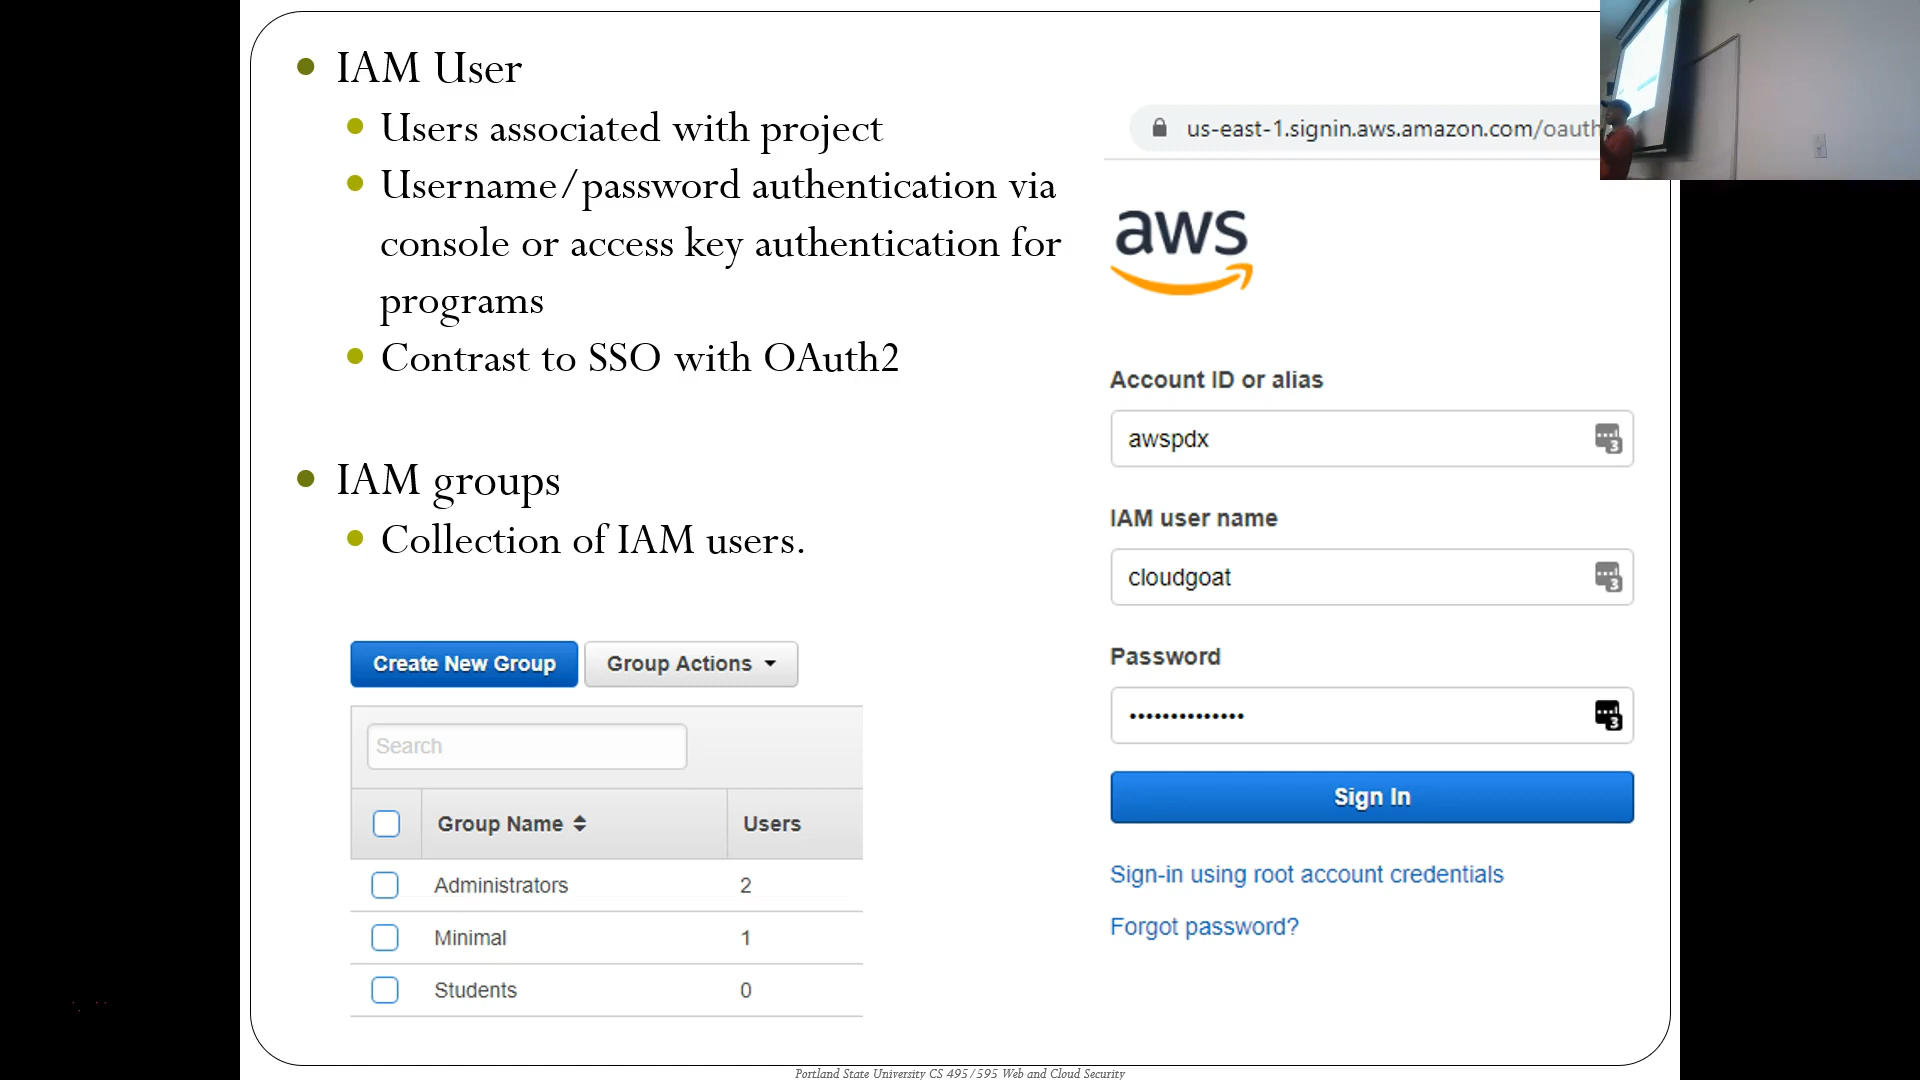 IAM User
Users associated with project
Username/password authentication via
console or access key authentication for
programs
Contrast to SSO with OAuth2
IAM groups
Collection of IAM users.
Create New Group
Group Actions
Search
Group Name
Users
Administrators 2
Minimal 1
Students 0
us-east-1.signin.aws.amazon.com/oauth
aws
Account ID or alias
awspdx
3
IAM user name
cloudgoat
3
Password
••••••••••••••
3
Sign In
Sign-in using root account credentials
Forgot password?
Portland State University CS 495/595 Web and Cloud Security